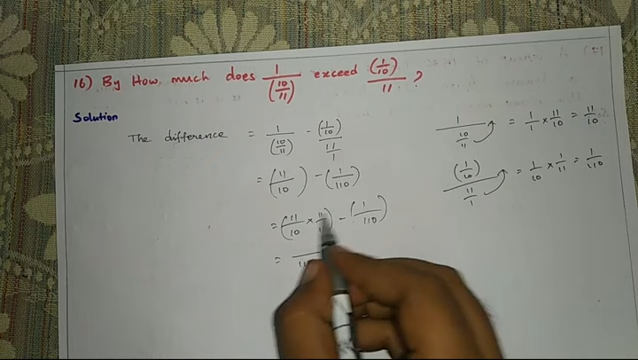 16) By How much does 1/(10/11) exceed (1/10)/11 ?
Solution
The difference = 1/(10/11) - (1/10)/(11/1)
= (11/10) - (1/110)
= (11/10 × 11/ - (1/110)
=
1/(10/11) = 1/1 × 11/10 = 11/10
(1/10)/(11/1) = 1/10 × 1/11 = 1/110